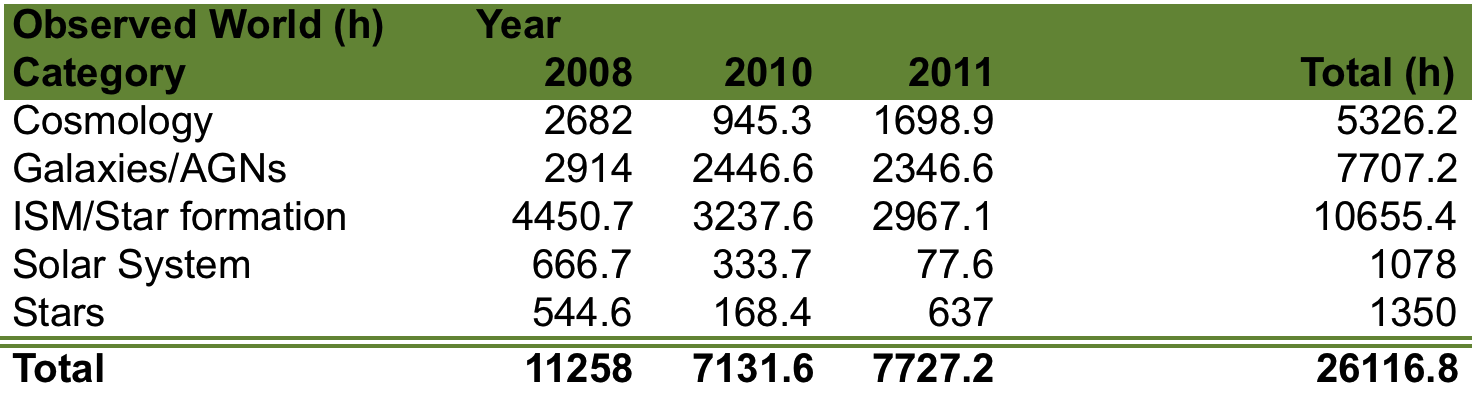 Observed World (h) Year
Category 2008 2010 2011 Total (h)
Cosmology 2682 945.3 1698.9 5326.2
Galaxies/AGNs 2914 2446.6 2346.6 7707.2
ISM/Star formation 4450.7 3237.6 2967.1 10655.4
Solar System 666.7 333.7 77.6 1078
Stars 544.6 168.4 637 1350
Total 11258 7131.6 7727.2 26116.8